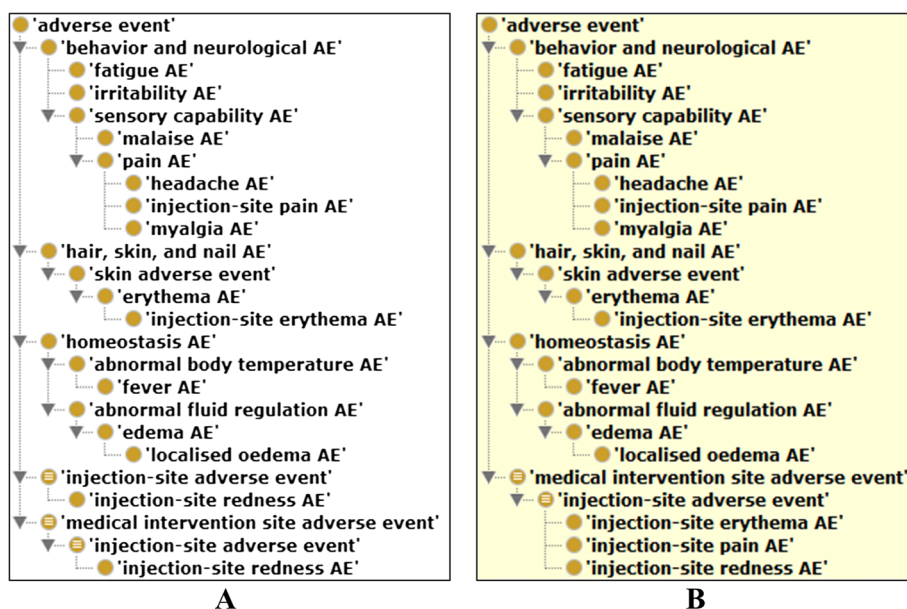 'adverse event'
'behavior and neurological AE'
'fatigue AE'
'irritability AE'
'sensory capability AE'
'malaise AE'
'pain AE'
'headache AE'
'injection-site pain AE'
'myalgia AE'
'hair, skin, and nail AE'
'skin adverse event'
'erythema AE'
'injection-site erythema AE'
'homeostasis AE'
'abnormal body temperature AE'
'fever AE'
'abnormal fluid regulation AE'
'edema AE'
'localised oedema AE'
'injection-site adverse event'
'injection-site redness AE'
'medical intervention site adverse event'
'injection-site adverse event'
'injection-site redness AE'
A
'adverse event'
'behavior and neurological AE'
'fatigue AE'
'irritability AE'
'sensory capability AE'
'malaise AE'
'pain AE'
'headache AE'
'injection-site pain AE'
'myalgia AE'
'hair, skin, and nail AE'
'skin adverse event'
'erythema AE'
'injection-site erythema AE'
'homeostasis AE'
'abnormal body temperature AE'
'fever AE'
'abnormal fluid regulation AE'
'edema AE'
'localised oedema AE'
'medical intervention site adverse event'
'injection-site adverse event'
'injection-site erythema AE'
'injection-site pain AE'
'injection-site redness AE'
B